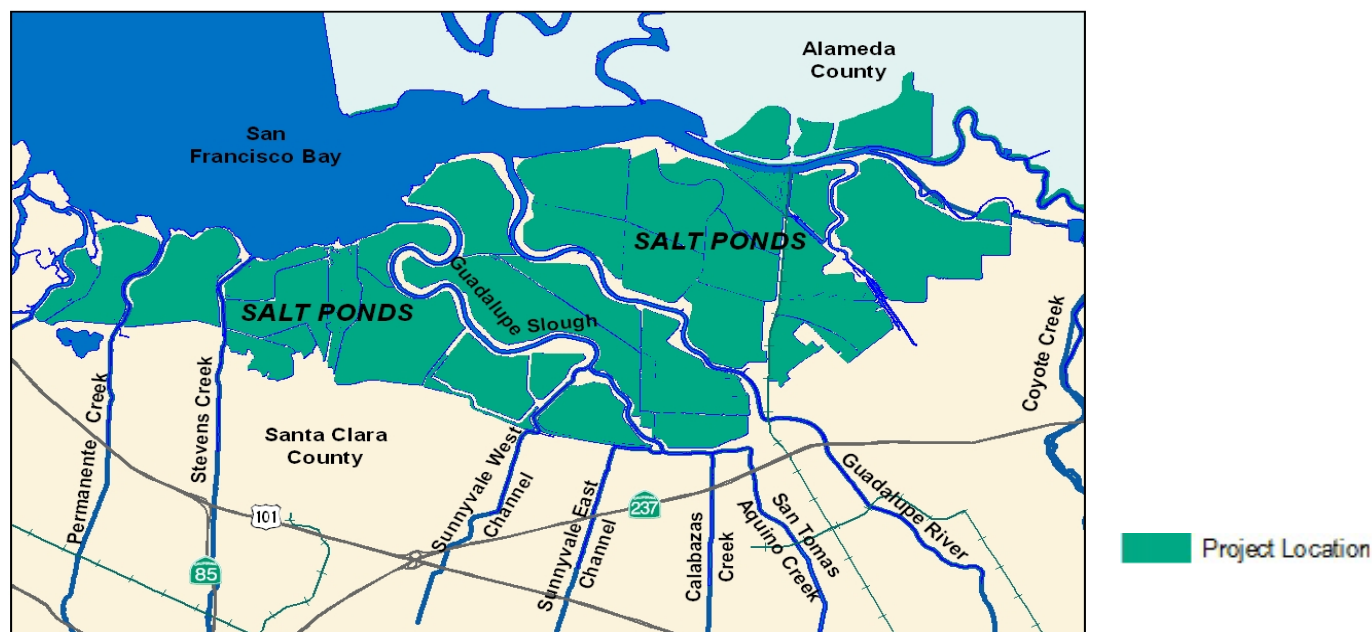 Alameda
County
San
Francisco Bay
SALT PONDS
SALT PONDS
Guadalupe Slough
Coyote Creek
Permanente Creek
Stevens Creek
Santa Clara
County
Sunnyvale West
Channel
Sunnyvale East
Channel
Calabazas
Creek
San Tomas
Aquino Creek
Guadalupe River
101
237
85
Project Location